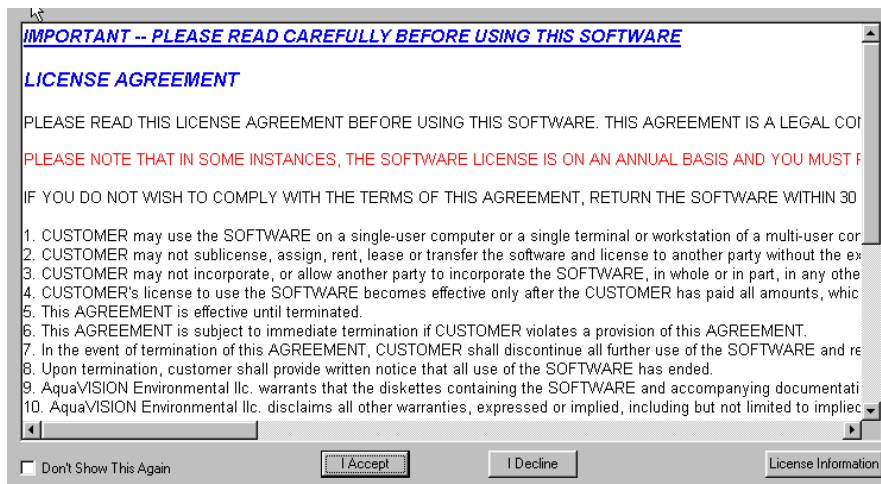 IMPORTANT -- PLEASE READ CAREFULLY BEFORE USING THIS SOFTWARE
LICENSE AGREEMENT
PLEASE READ THIS LICENSE AGREEMENT BEFORE USING THIS SOFTWARE. THIS AGREEMENT IS A LEGAL
PLEASE NOTE THAT IN SOME INSTANCES, THE SOFTWARE LICENSE IS ON AN ANNUAL BASIS AND YOU MUST
IF YOU DO NOT WISH TO COMPLY WITH THE TERMS OF THIS AGREEMENT, RETURN THE SOFTWARE WITHIN 30
1. CUSTOMER may use the SOFTWARE on a single-user computer or a single terminal or workstation of a multi-user
2. CUSTOMER may not sublicense, assign, rent, lease or transfer the software and license to another party without the
3. CUSTOMER may not incorporate, or allow another party to incorporate the SOFTWARE, in whole or in part, in any
4. CUSTOMER's license to use the SOFTWARE becomes effective only after the CUSTOMER has paid all amounts,
5. This AGREEMENT is effective until terminated.
6. This AGREEMENT is subject to immediate termination if CUSTOMER violates a provision of this AGREEMENT.
7. In the event of termination of this AGREEMENT, CUSTOMER shall discontinue all further use of the SOFTWARE and
8. Upon termination, customer shall provide written notice that all use of the SOFTWARE has ended.
9. AquaVISION Environmental llc. warrants that the diskettes containing the SOFTWARE and accompanying
10. AquaVISION Environmental llc. disclaims all other warranties, expressed or implied, including but not limited to
Don't Show This Again
I Accept
I Decline
License Information